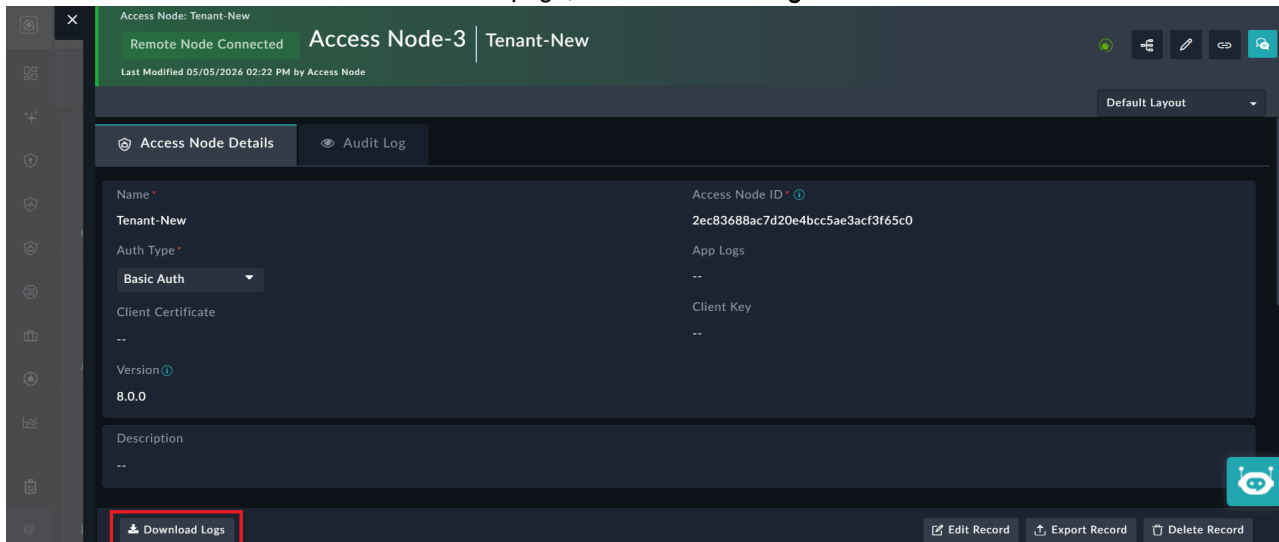 Access Node: Tenant-New
Remote Node Connected Access Node-3 | Tenant-New
Last Modified 05/05/2026 02:22 PM by Access Node
Default Layout
Access Node Details Audit Log
Name * Access Node ID *
Tenant-New 2ec83688ac7d20e4bcc5ae3acf3f65c0
Auth Type * App Logs
Basic Auth --
Client Certificate Client Key
-- --
Version
8.0.0
Description
--
Download Logs Edit Record Export Record Delete Record